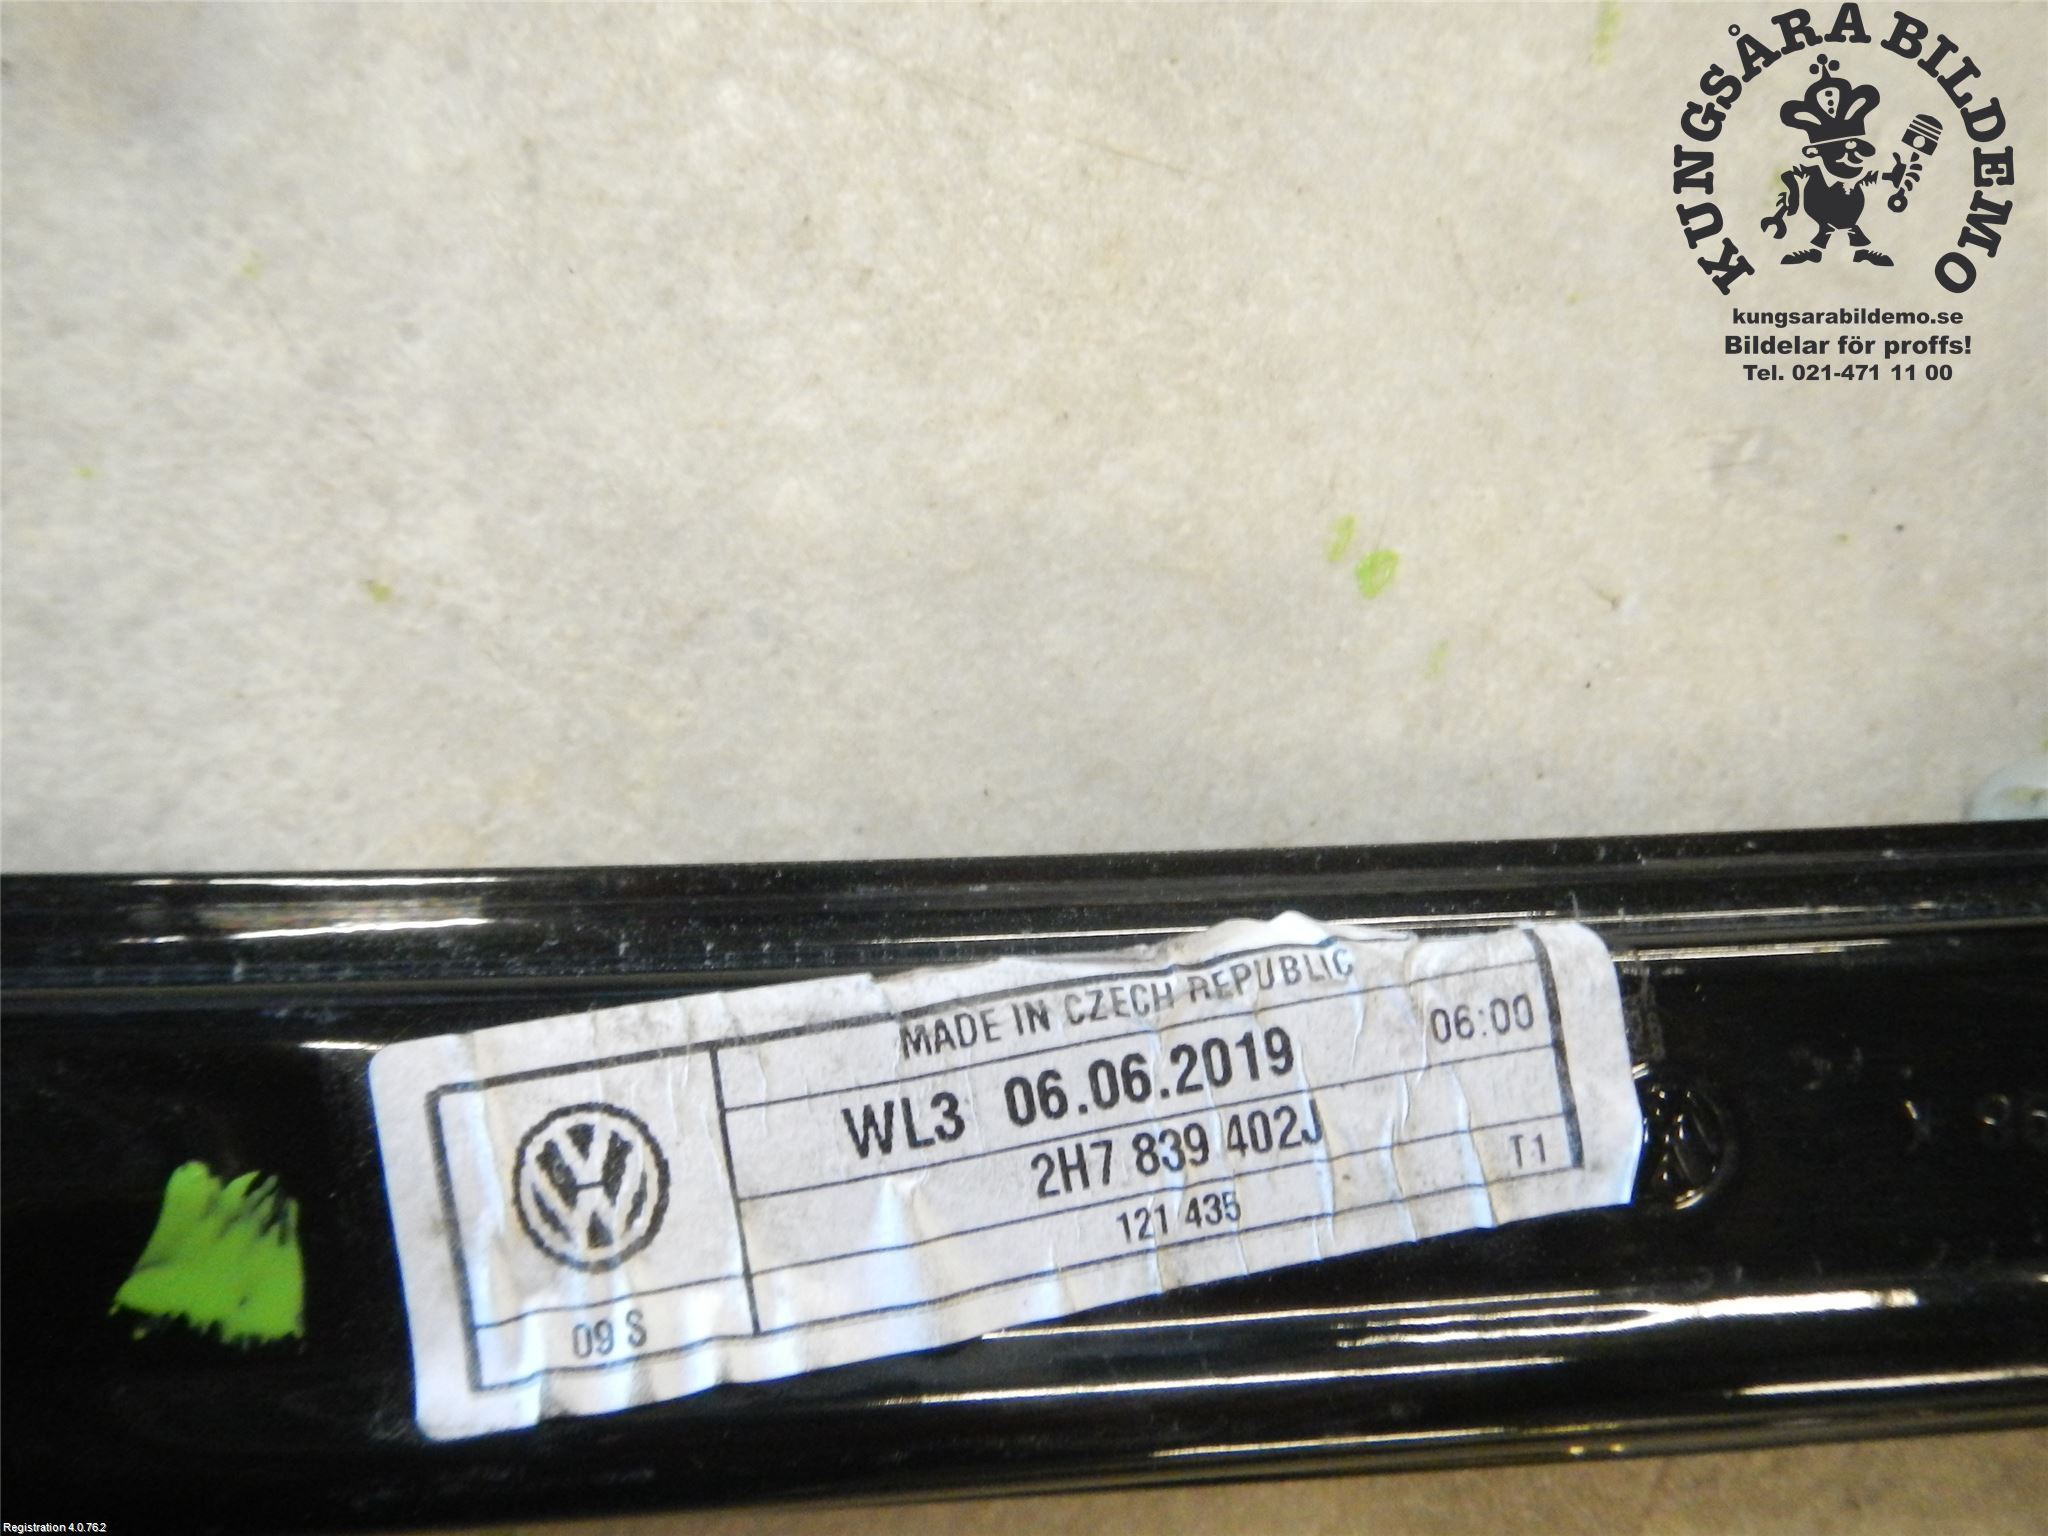 KUNGSÅRA BILDEMO
kungsarabildemo.se
Bildelar för proffs!
Tel. 021-471 11 00
MADE IN CZECH REPUBLIC
WL3 06.06.2019 06:00
2H7 839 402J
121 435 T1
09 S
Registration 4.0.76.2